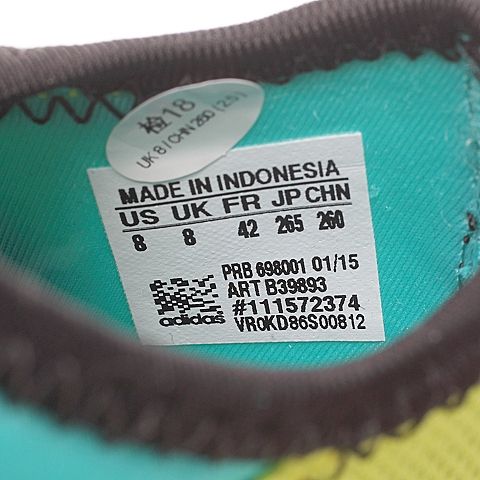 检18
UK 8 / CHN 260 (2.5)
MADE IN INDONESIA
US UK FR JP CHN
8 8 42 265 260
PRB 698001 01/15
ART B39893
#111572374
adidas VR0KD86S00812